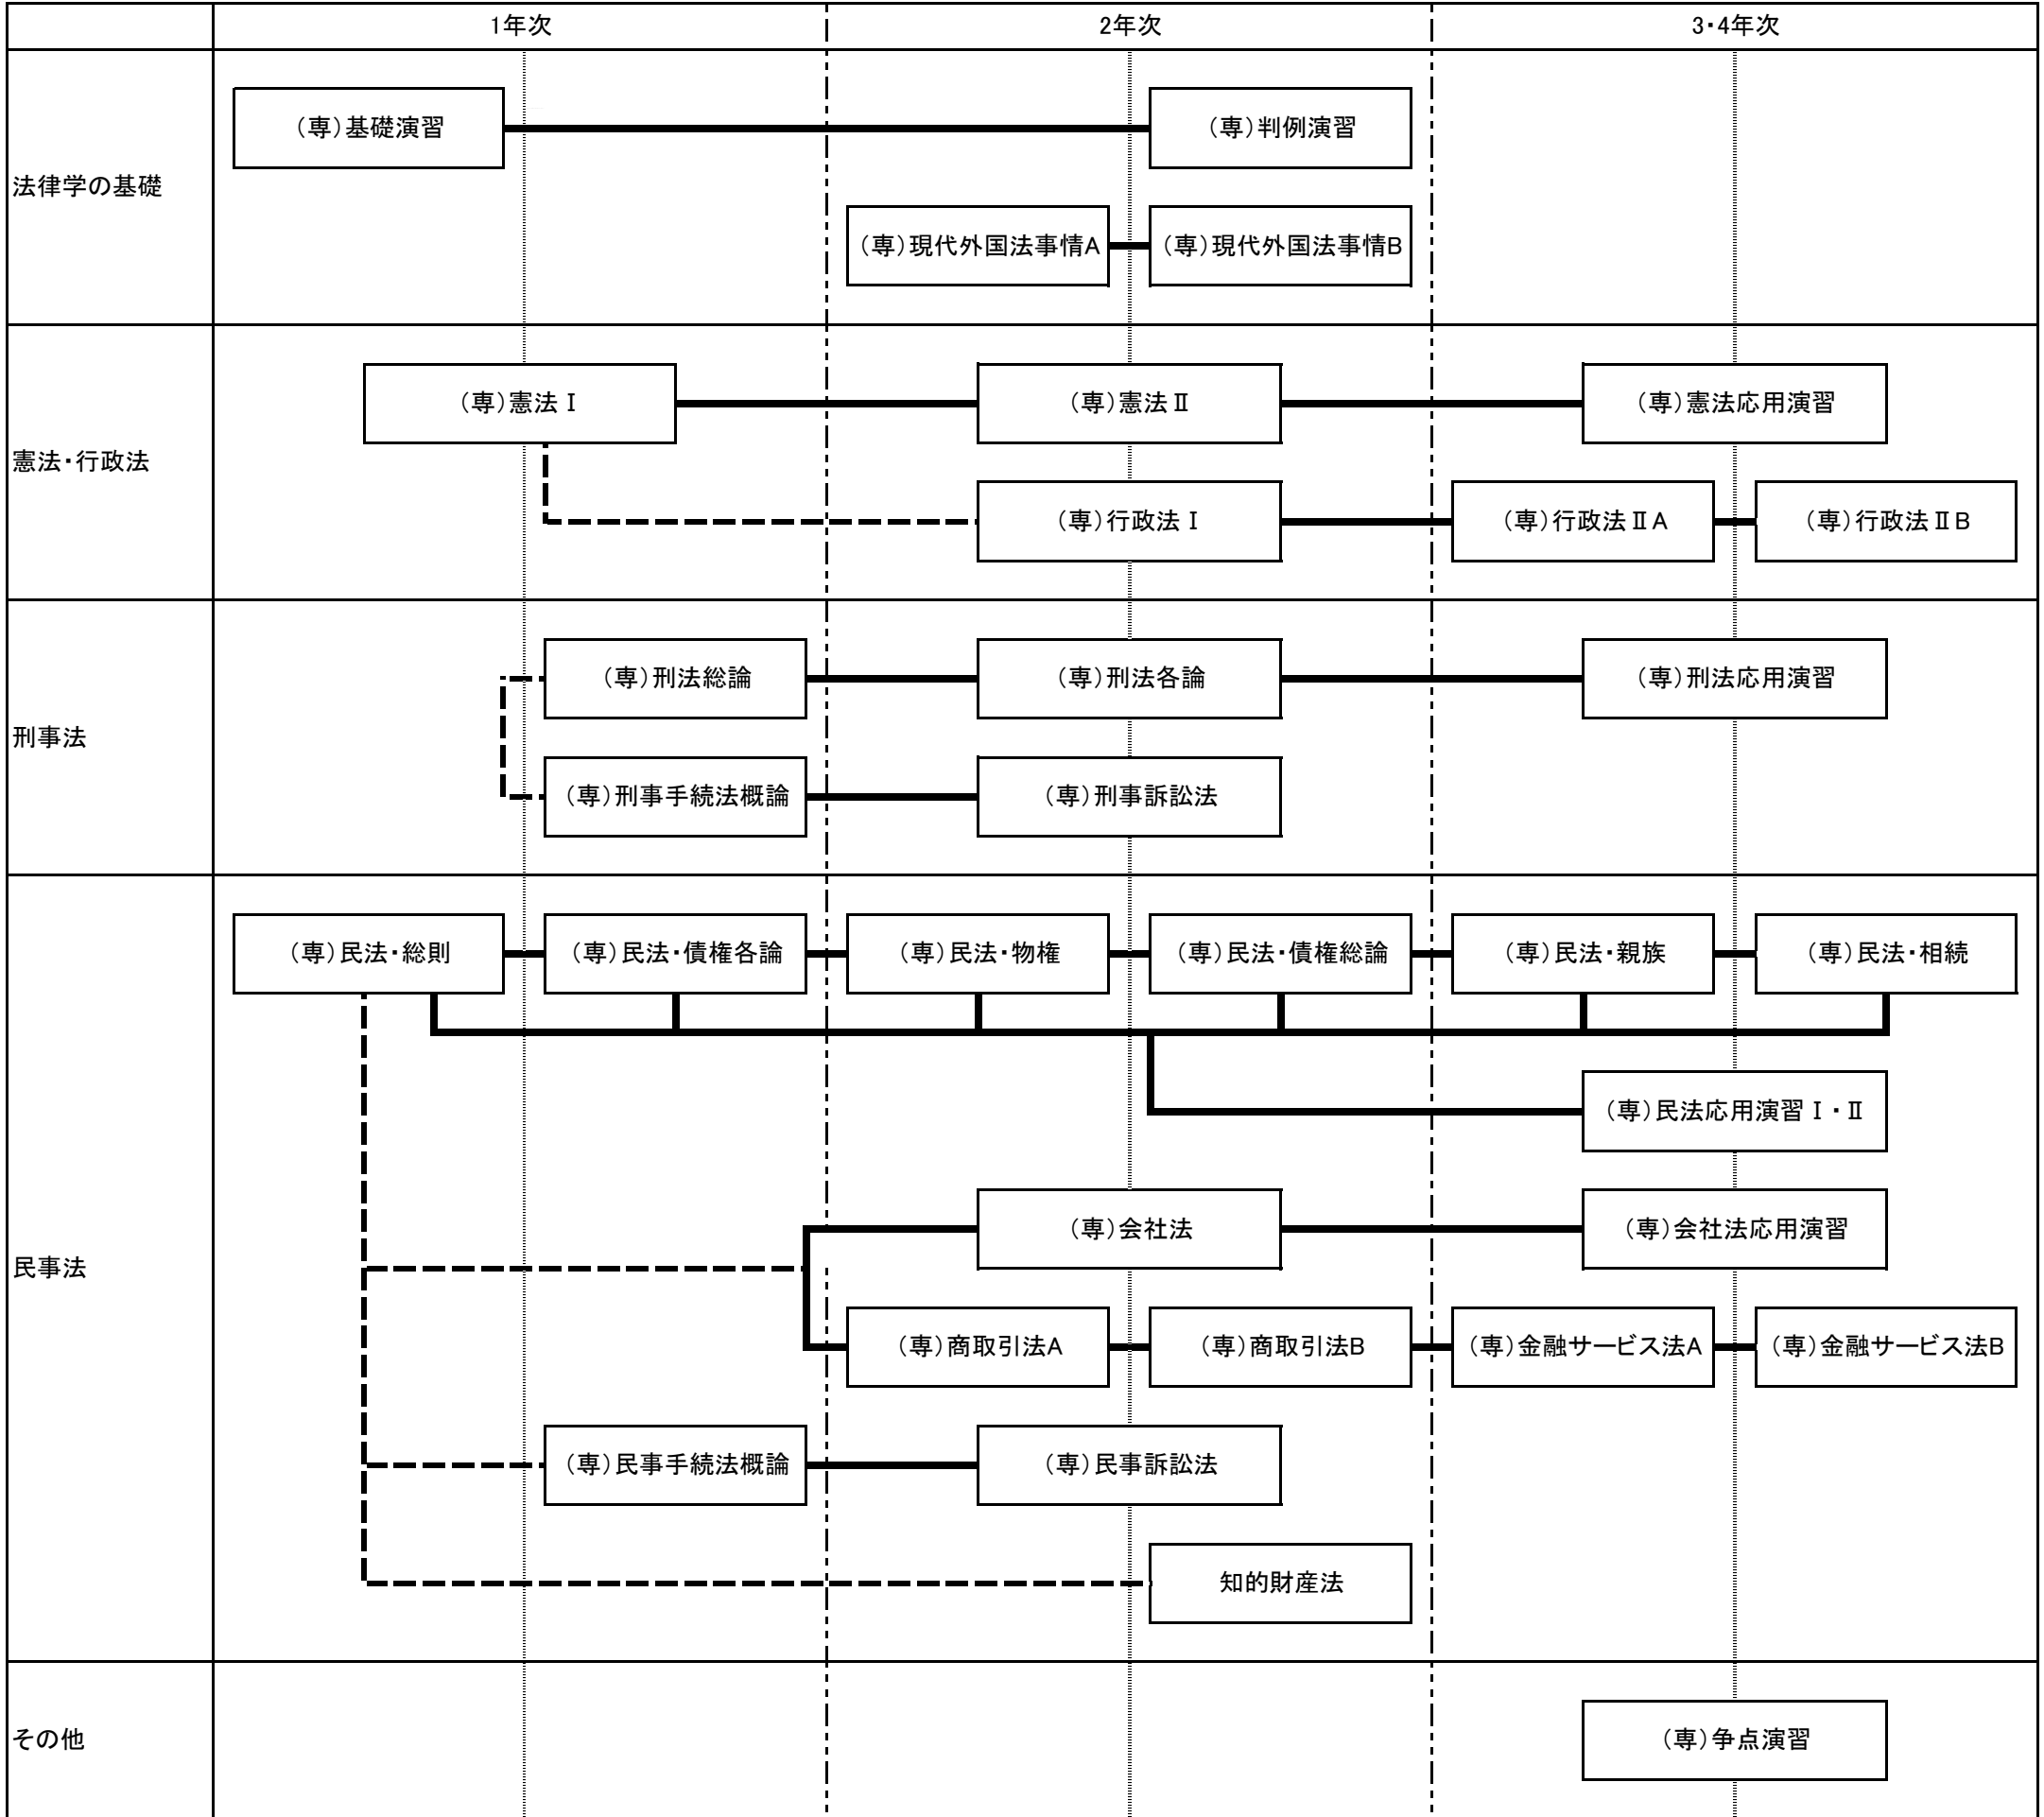 1年次
2年次
3・4年次
法律学の基礎
（専）基礎演習
（専）判例演習
（専）現代外国法事情A
（専）現代外国法事情B
憲法・行政法
（専）憲法Ⅰ
（専）憲法Ⅱ
（専）憲法応用演習
（専）行政法Ⅰ
（専）行政法ⅡA
（専）行政法ⅡB
刑事法
（専）刑法総論
（専）刑法各論
（専）刑法応用演習
（専）刑事手続法概論
（専）刑事訴訟法
民事法
（専）民法・総則
（専）民法・債権各論
（専）民法・物権
（専）民法・債権総論
（専）民法・親族
（専）民法・相続
（専）民法応用演習Ⅰ・Ⅱ
（専）会社法
（専）会社法応用演習
（専）商取引法A
（専）商取引法B
（専）金融サービス法A
（専）金融サービス法B
（専）民事手続法概論
（専）民事訴訟法
知的財産法
その他
（専）争点演習